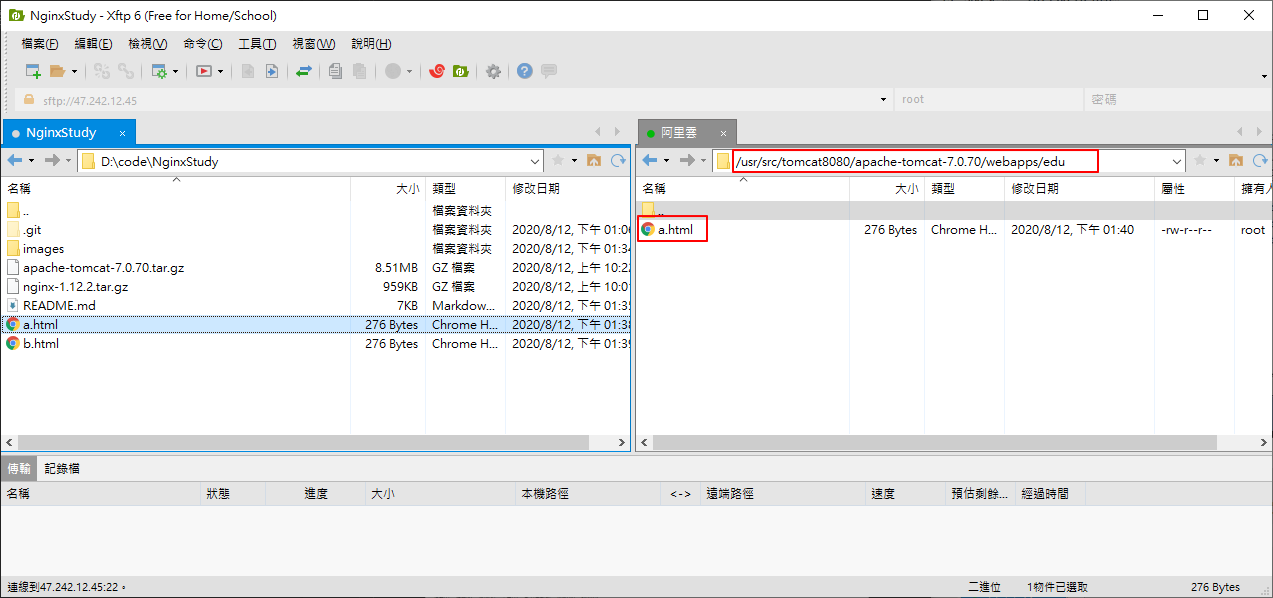 NginxStudy - Xftp 6 (Free for Home/School)
檔案(F) 編輯(E) 檢視(V) 命令(C) 工具(T) 視窗(W) 說明(H)
sftp://47.242.12.45 root 密碼
NginxStudy × 阿里雲 ×
D:\code\NginxStudy /usr/src/tomcat8080/apache-tomcat-7.0.70/webapps/edu
名稱 大小 類型 修改日期 名稱 大小 類型 修改日期 屬性 擁有人
.. 檔案資料夾 ..
.git 檔案資料夾 2020/8/12, 下午 01:06 a.html 276 Bytes Chrome H... 2020/8/12, 下午 01:40 -rw-r--r-- root
images 檔案資料夾 2020/8/12, 下午 01:34
apache-tomcat-7.0.70.tar.gz 8.51MB GZ 檔案 2020/8/12, 上午 10:22
nginx-1.12.2.tar.gz 959KB GZ 檔案 2020/8/12, 上午 10:01
README.md 7KB Markdow... 2020/8/12, 下午 01:35
a.html 276 Bytes Chrome H... 2020/8/12, 下午 01:38
b.html 276 Bytes Chrome H... 2020/8/12, 下午 01:39
傳輸 記錄檔
名稱 狀態 進度 大小 本機路徑 <-> 遠端路徑 速度 預估剩餘... 經過時間
連線到47.242.12.45:22。 二進位 1物件已選取 276 Bytes